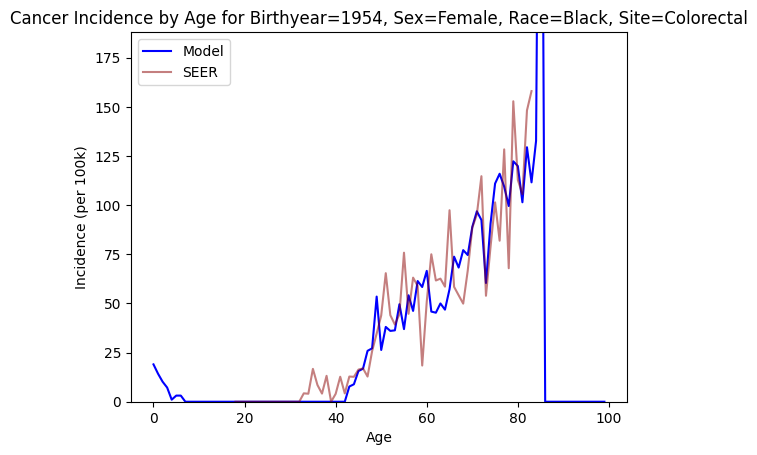 Cancer Incidence by Age for Birthyear=1954, Sex=Female, Race=Black, Site=Colorectal
Model
SEER
175
150
125
100
75
50
25
0
Incidence (per 100k)
0 20 40 60 80 100
Age